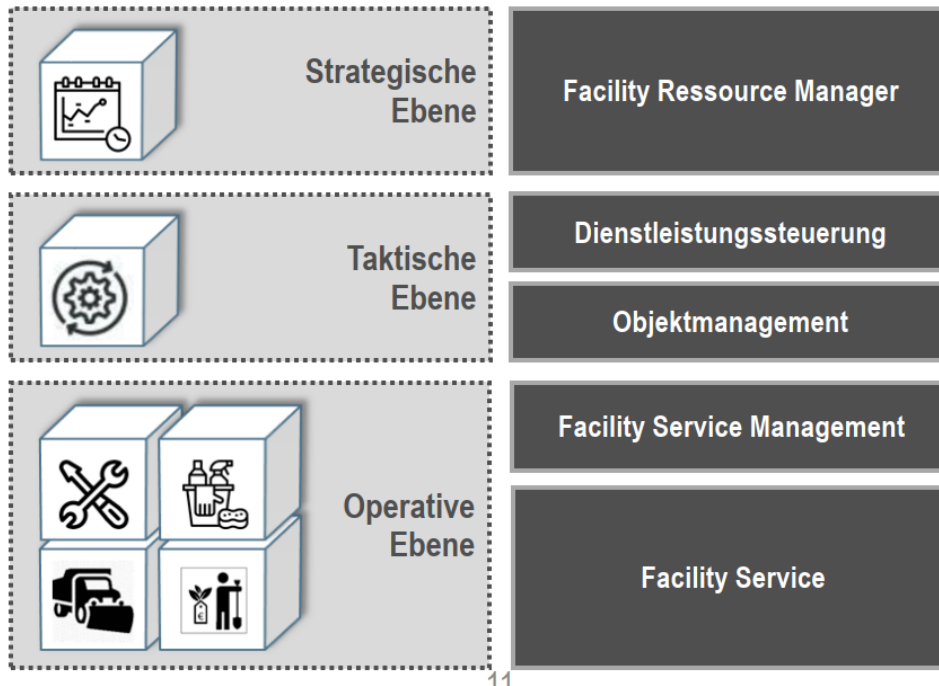 Strategische
Ebene
Facility Ressource Manager
Taktische
Ebene
Dienstleistungssteuerung
Objektmanagement
Operative
Ebene
Facility Service Management
Facility Service
€
11